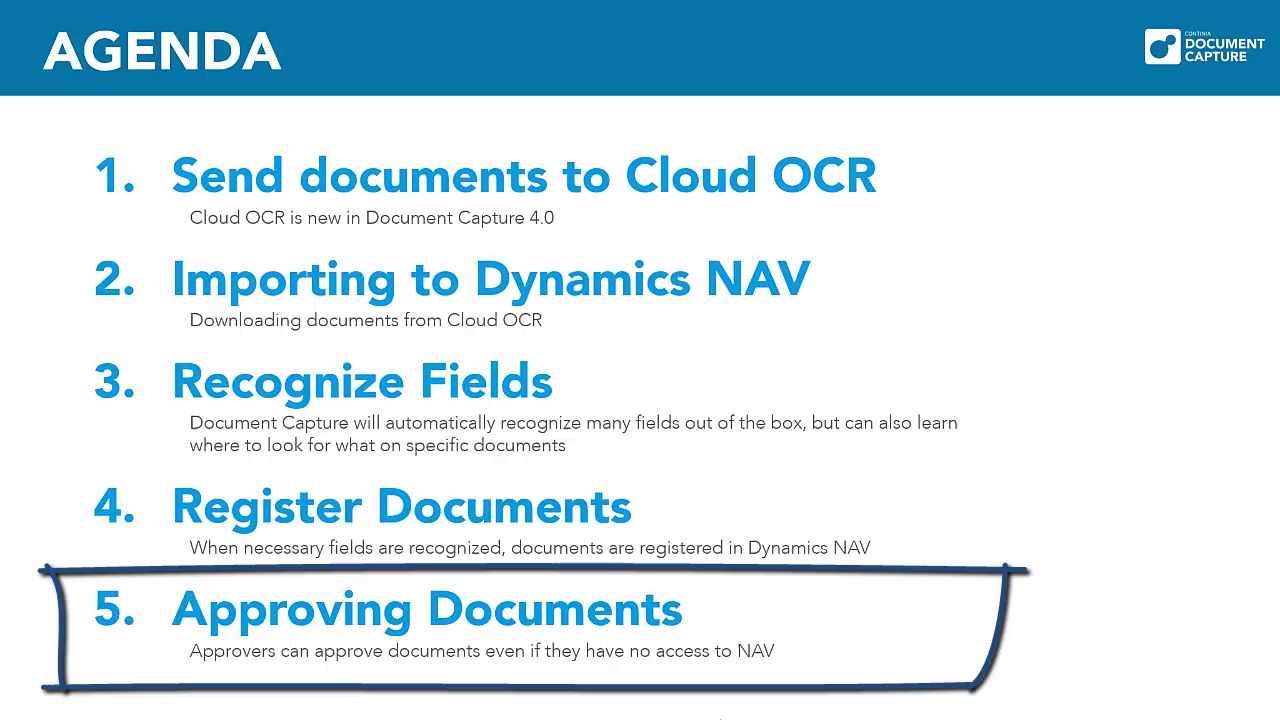 AGENDA
CONTINIA
DOCUMENT
CAPTURE
1. Send documents to Cloud OCR
Cloud OCR is new in Document Capture 4.0
2. Importing to Dynamics NAV
Downloading documents from Cloud OCR
3. Recognize Fields
Document Capture will automatically recognize many fields out of the box, but can also learn
where to look for what on specific documents
4. Register Documents
When necessary fields are recognized, documents are registered in Dynamics NAV
5. Approving Documents
Approvers can approve documents even if they have no access to NAV